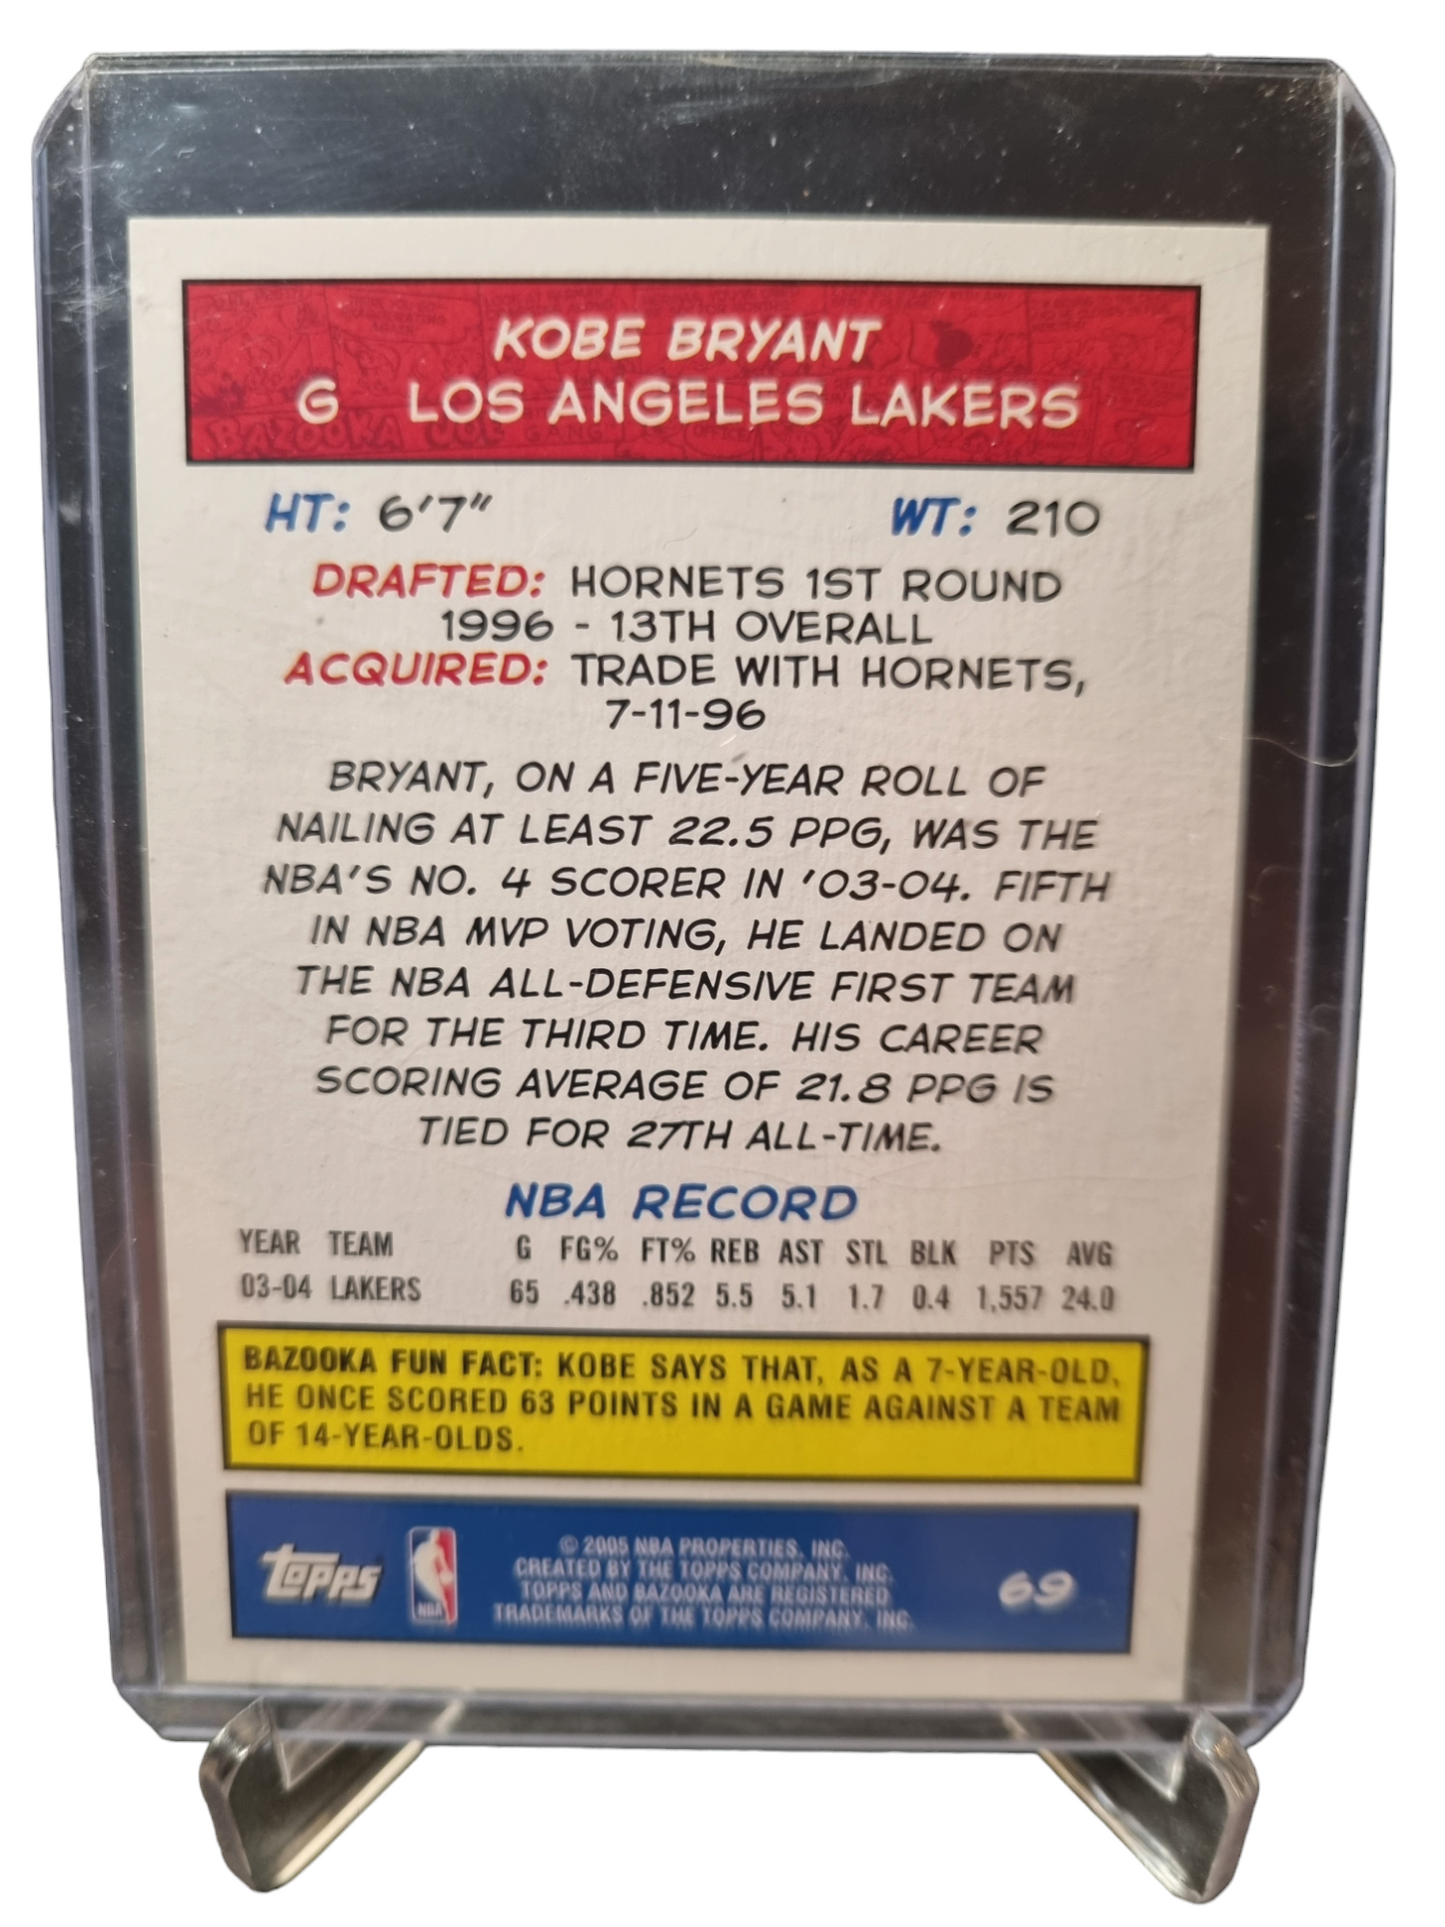 KOBE BRYANT
G LOS ANGELES LAKERS
HT: 6'7" WT: 210
DRAFTED: HORNETS 1ST ROUND
1996 - 13TH OVERALL
ACQUIRED: TRADE WITH HORNETS,
7-11-96
BRYANT, ON A FIVE-YEAR ROLL OF
NAILING AT LEAST 22.5 PPG, WAS THE
NBA'S NO. 4 SCORER IN '03-04. FIFTH
IN NBA MVP VOTING, HE LANDED ON
THE NBA ALL-DEFENSIVE FIRST TEAM
FOR THE THIRD TIME. HIS CAREER
SCORING AVERAGE OF 21.8 PPG IS
TIED FOR 27TH ALL-TIME.
NBA RECORD
YEAR TEAM G FG% FT% REB AST STL BLK PTS AVG
03-04 LAKERS 65 .438 .852 5.5 5.1 1.7 0.4 1,557 24.0
BAZOOKA FUN FACT: KOBE SAYS THAT, AS A 7-YEAR-OLD,
HE ONCE SCORED 63 POINTS IN A GAME AGAINST A TEAM
OF 14-YEAR-OLDS.
topps NBA
© 2005 NBA PROPERTIES, INC.
CREATED BY THE TOPPS COMPANY, INC.
TOPPS AND BAZOOKA ARE REGISTERED
TRADEMARKS OF THE TOPPS COMPANY, INC.
69